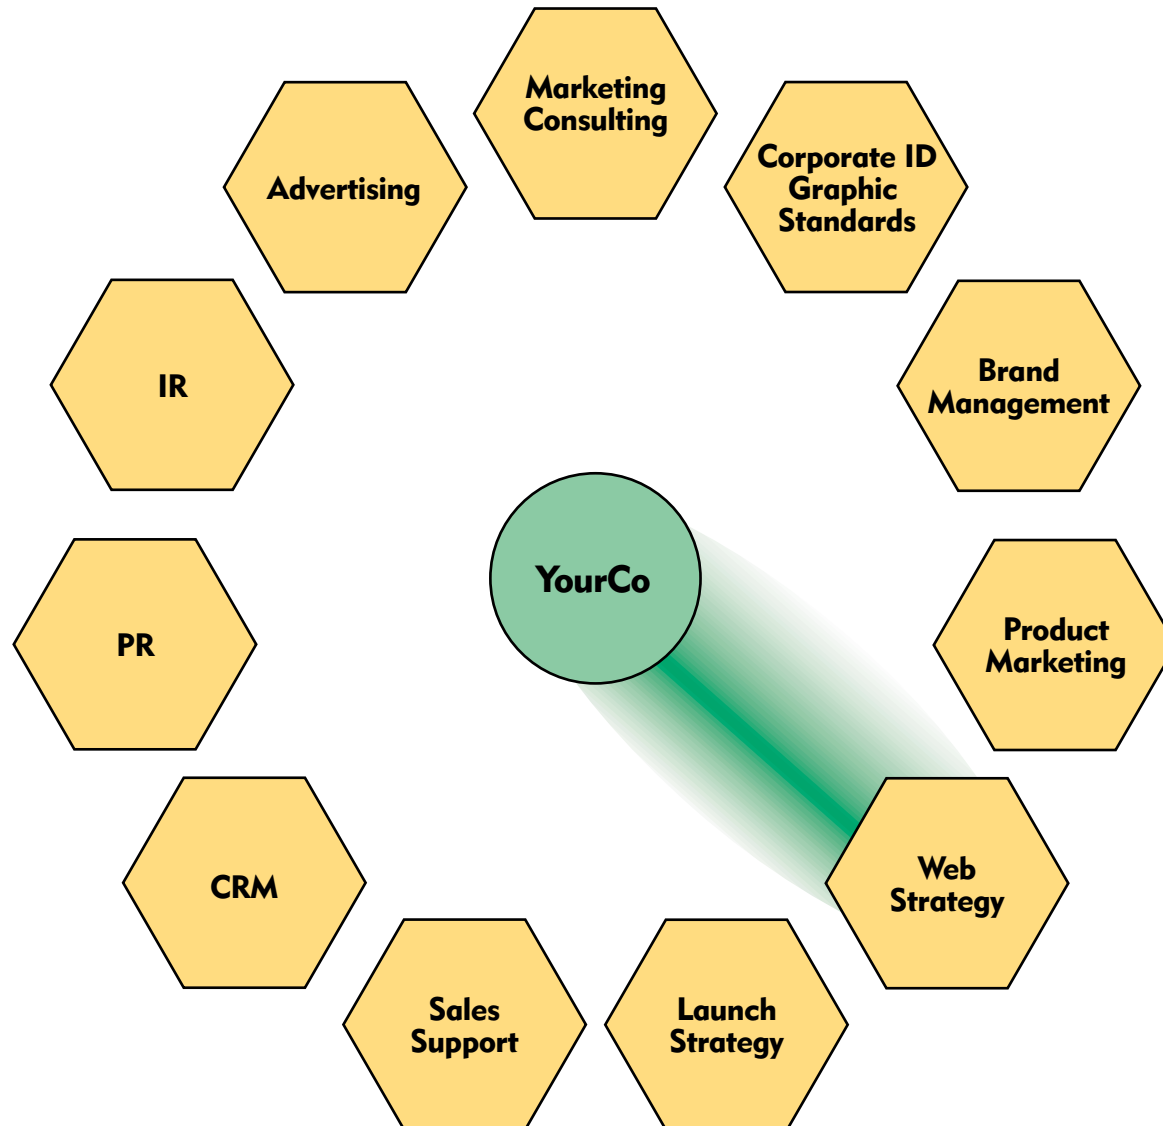 Marketing
Consulting
Corporate ID
Graphic
Standards
Advertising
Brand
Management
IR
YourCo
Product
Marketing
PR
Web
Strategy
CRM
Launch
Strategy
Sales
Support